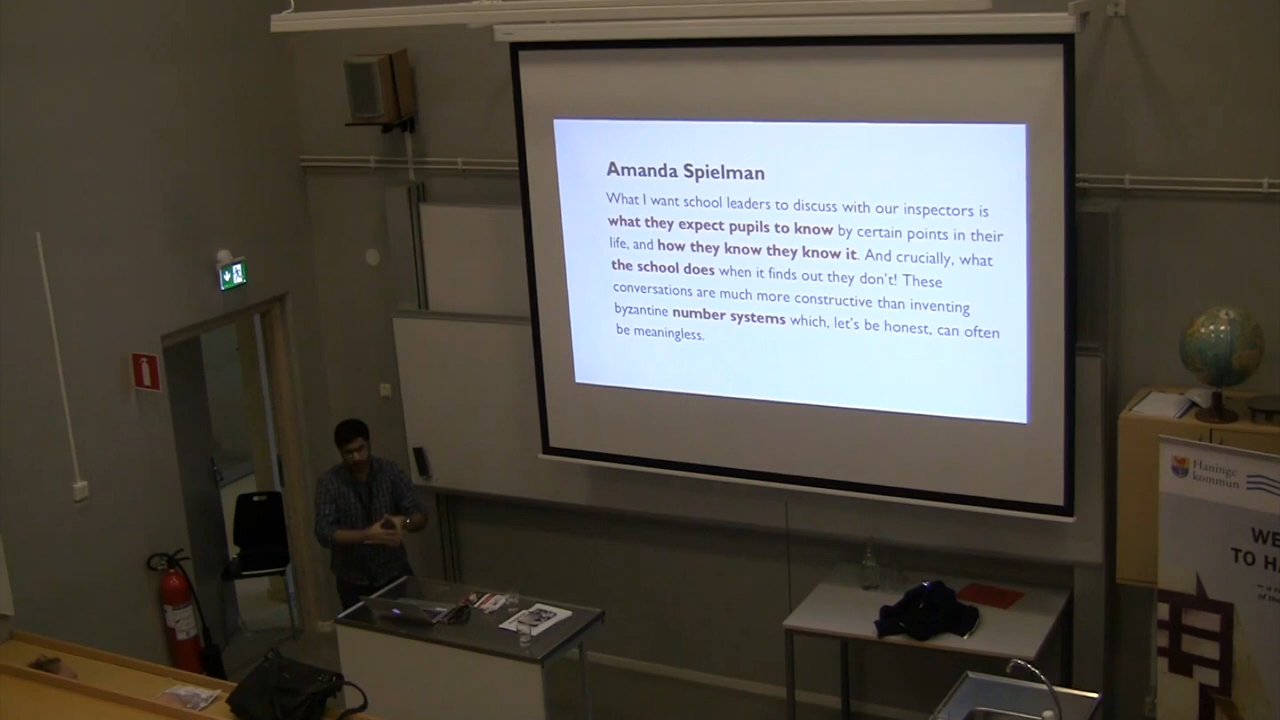 Amanda Spielman
What I want school leaders to discuss with our inspectors is
what they expect pupils to know by certain points in their
life, and how they know they know it. And crucially, what
the school does when it finds out they don't! These
conversations are much more constructive than inventing
byzantine number systems which, let's be honest, can often
be meaningless.
Haninge
kommun
WE
TO HA